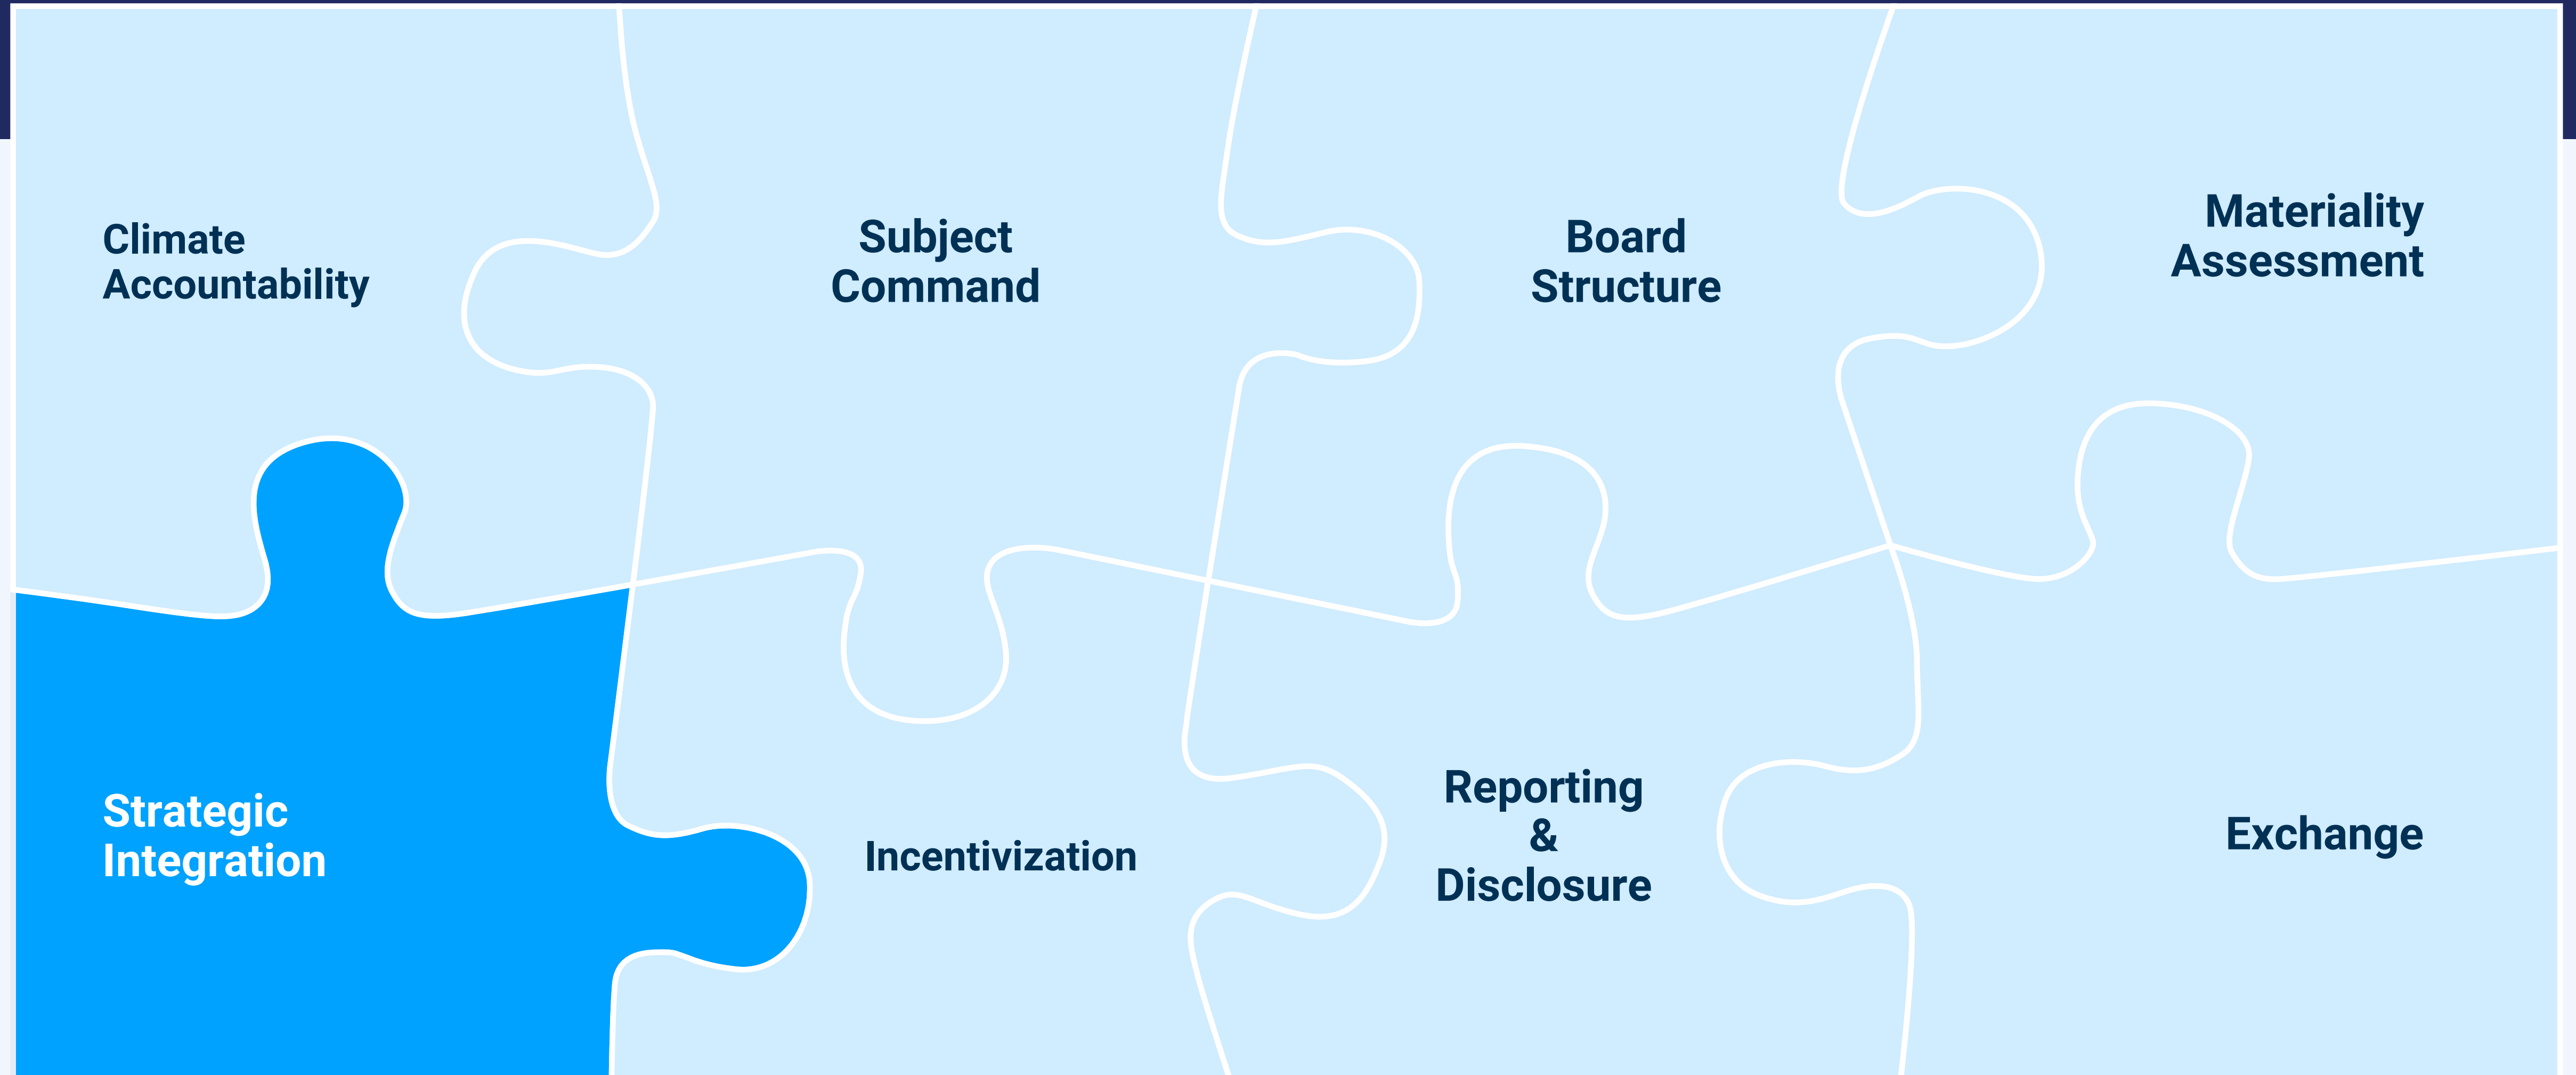 Climate
Accountability
Subject
Command
Board
Structure
Materiality
Assessment
Strategic
Integration
Incentivization
Reporting
&
Disclosure
Exchange